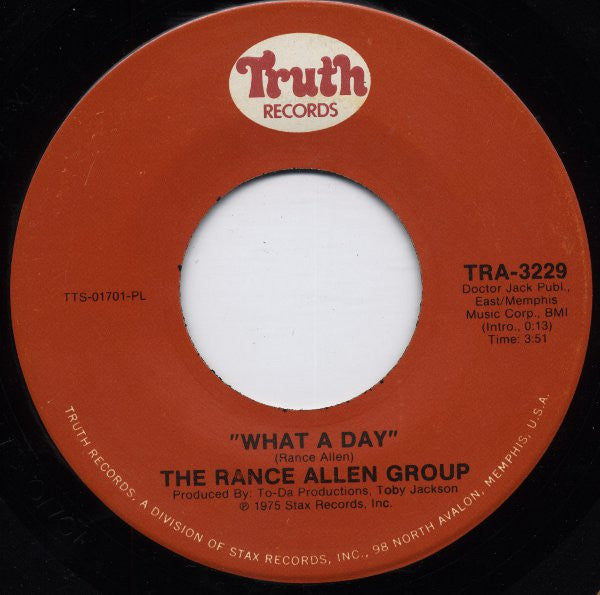 Truth
RECORDS
TRA-3229
Doctor Jack Publ.,
East/Memphis
Music Corp., BMI
(Intro., 0:13)
Time: 3:51
TTS-01701-PL
"WHAT A DAY"
(Rance Allen)
THE RANCE ALLEN GROUP
Produced By: To-Da Productions, Toby Jackson
℗ 1975 Stax Records, Inc.
TRUTH RECORDS, A DIVISION OF STAX RECORDS, INC., 98 NORTH AVALON, MEMPHIS, U.S.A.